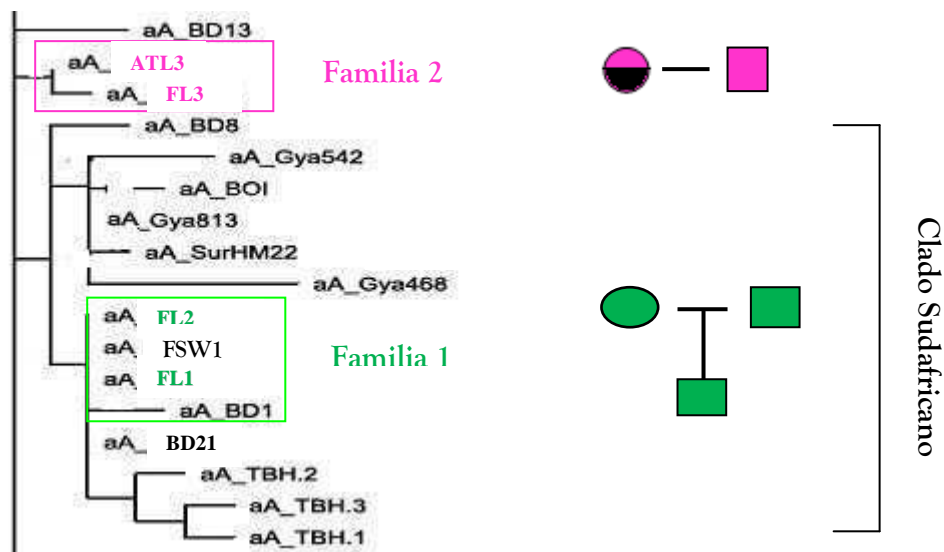 aA_BD13
aA_ ATL3
aA_ FL3
Familia 2
aA_BD8
aA_Gya542
aA_BOI
aA_Gya813
aA_SurHM22
aA_Gya468
aA_ FL2
aA_ FSW1
aA_ FL1
Familia 1
aA_BD1
aA_ BD21
aA_TBH.2
aA_TBH.3
aA_TBH.1
Clado Sudafricano